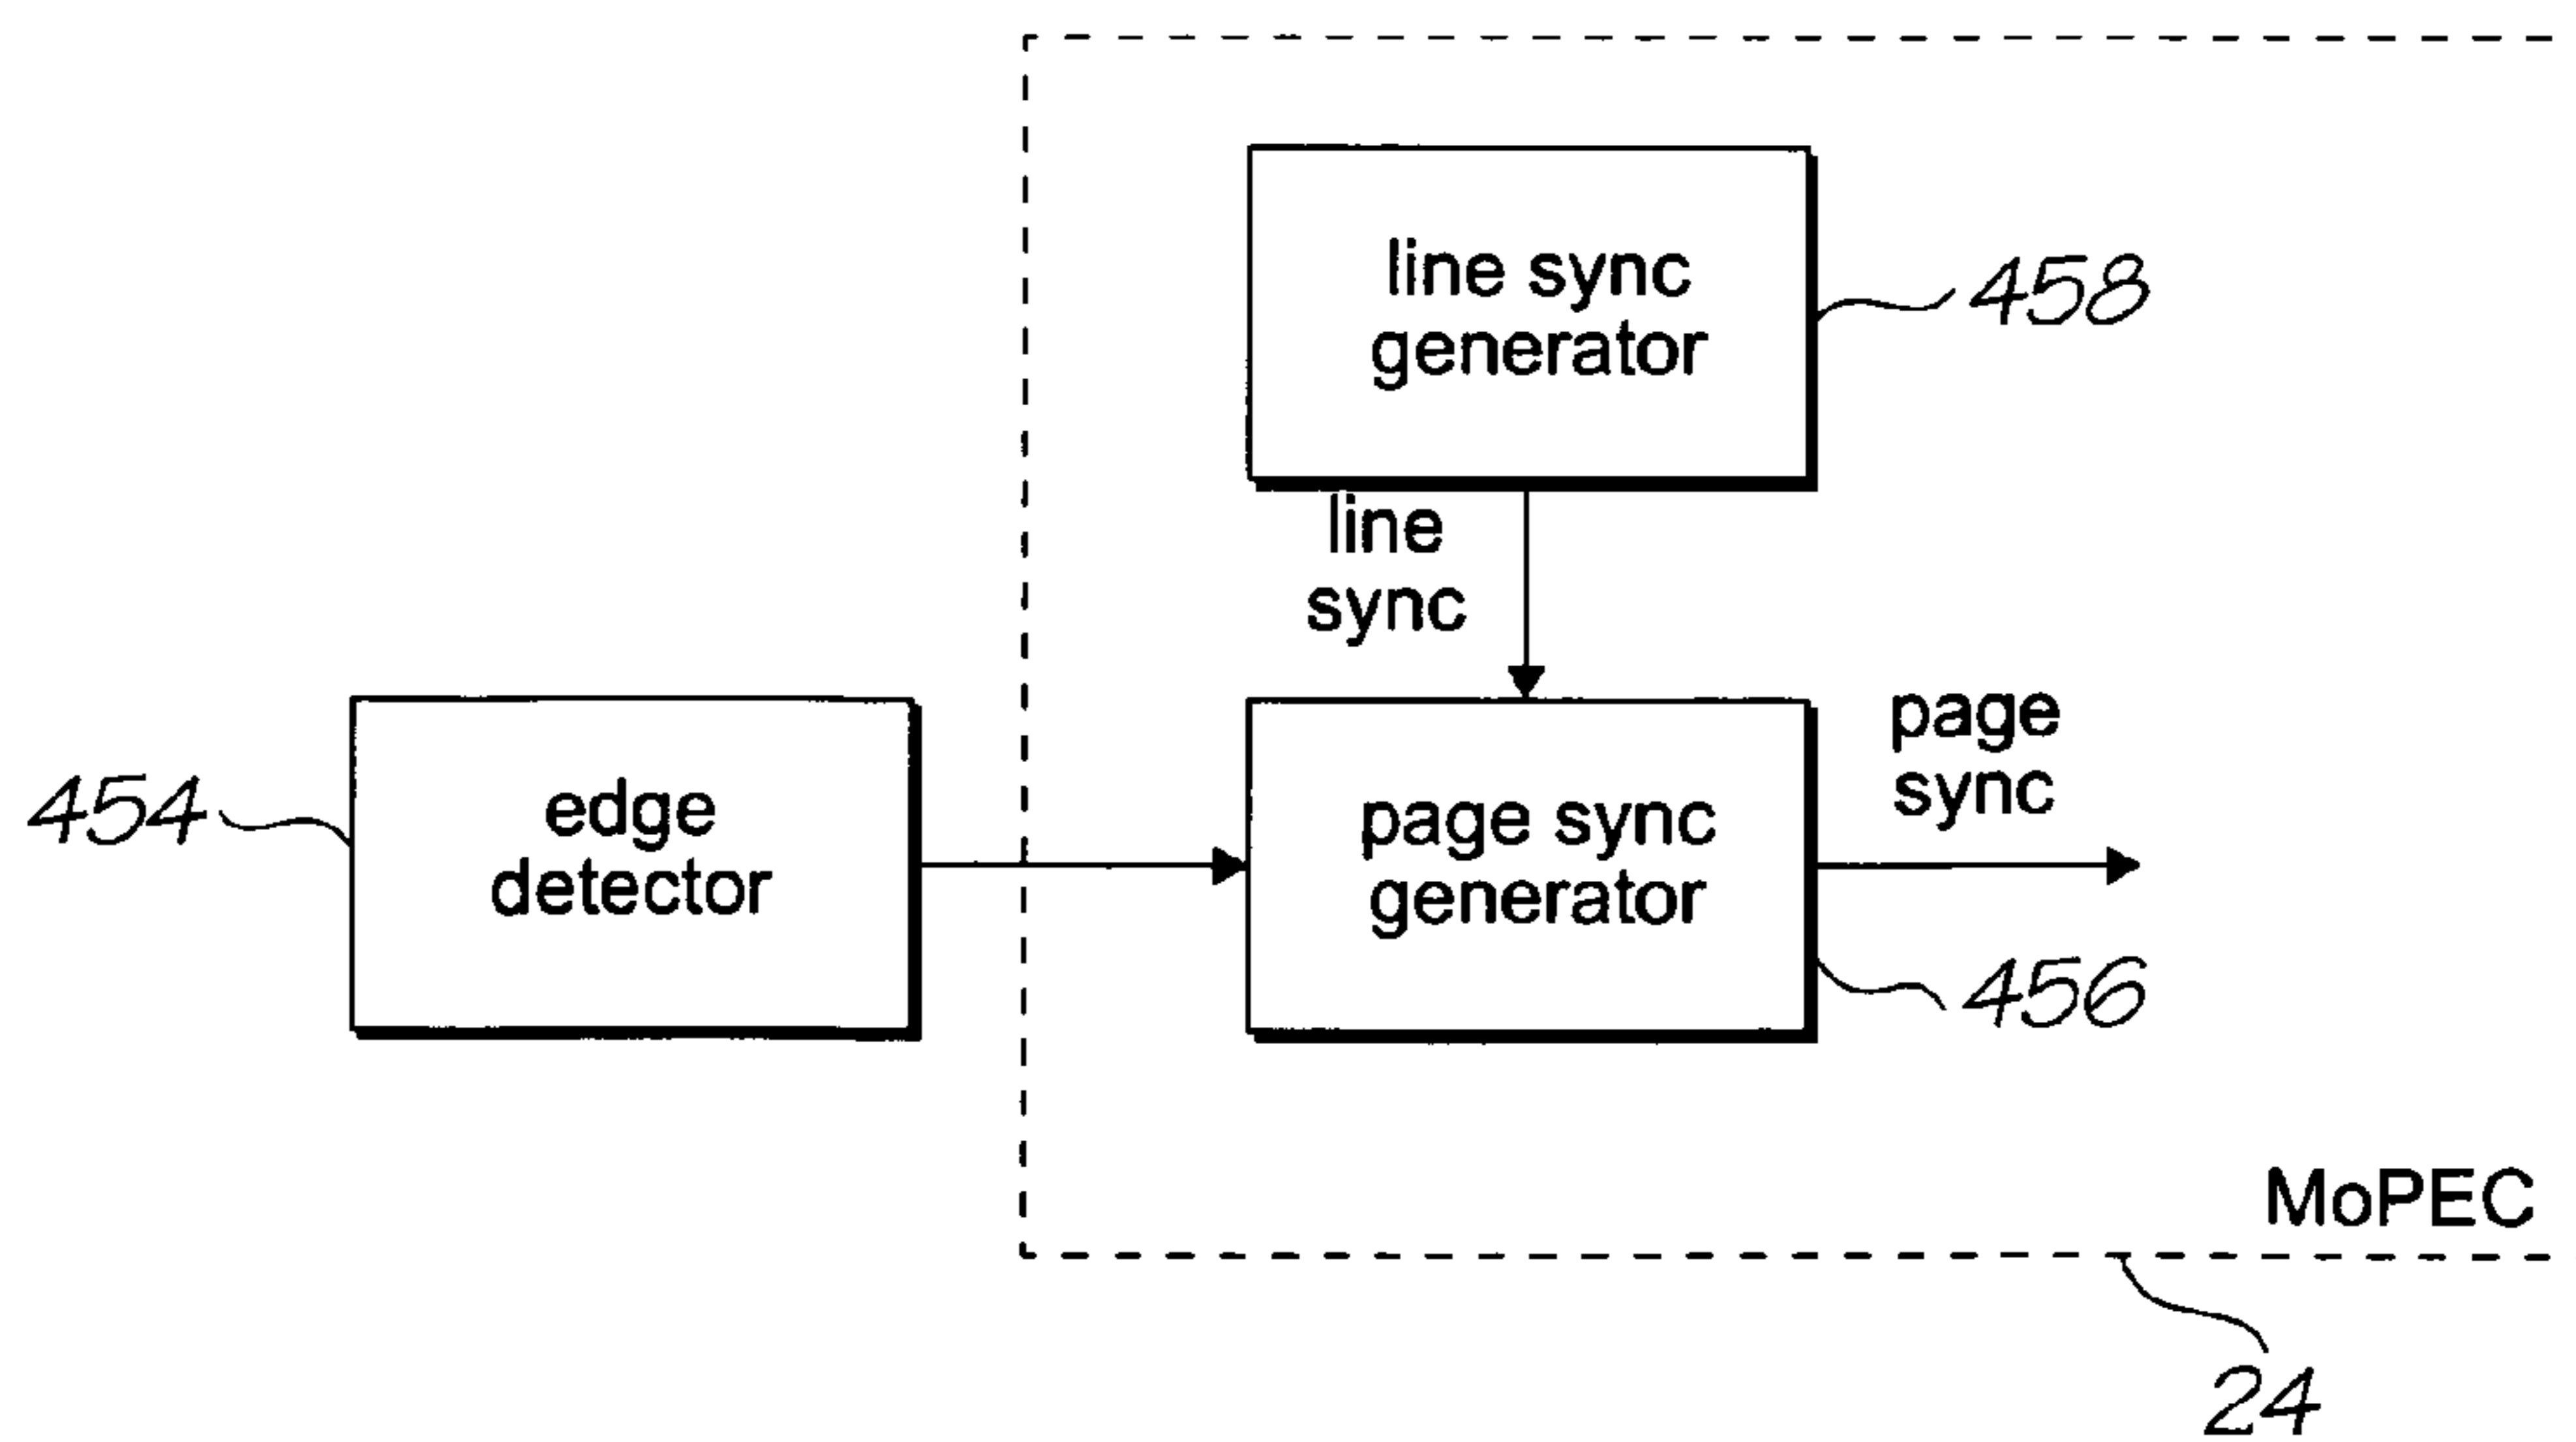 line sync
generator
458
line
sync
454
edge
detector
page sync
generator
page
sync
456
MoPEC
24